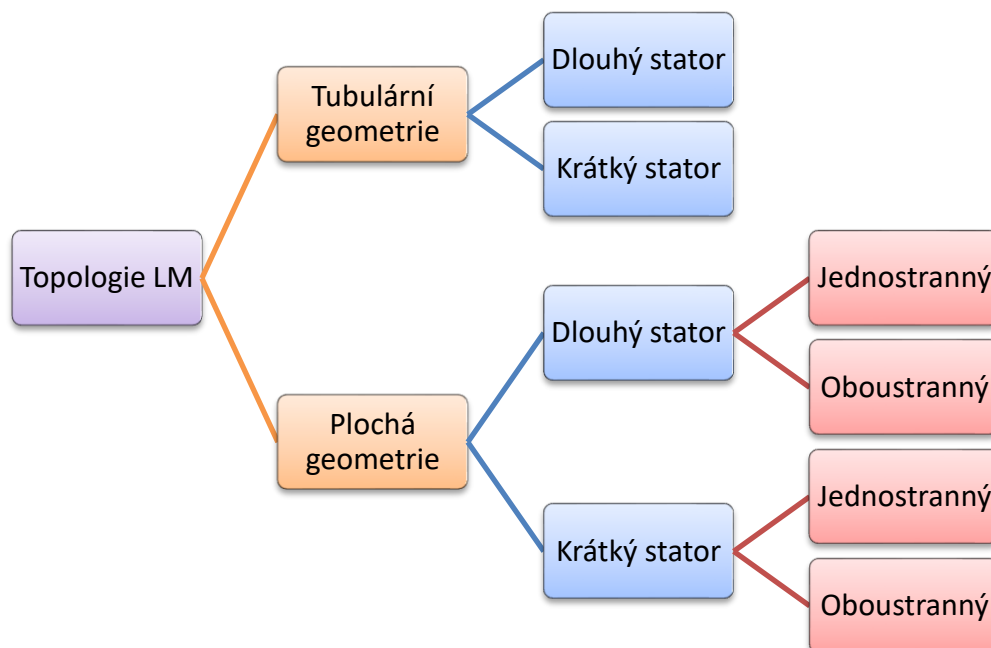 Topologie LM
Tubulární
geometrie
Dlouhý stator
Krátký stator
Plochá
geometrie
Dlouhý stator
Jednostranný
Oboustranný
Krátký stator
Jednostranný
Oboustranný